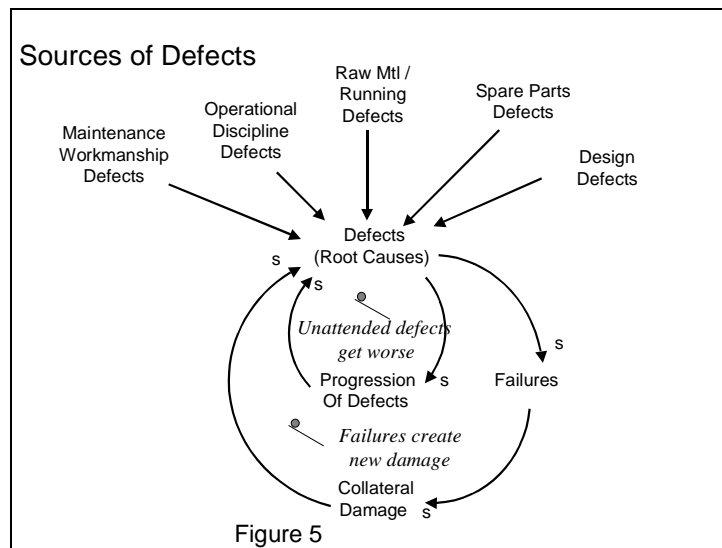 Sources of Defects
Raw Mtl /
Running
Defects
Spare Parts
Defects
Operational
Discipline
Defects
Maintenance
Workmanship
Defects
Design
Defects
Defects
(Root Causes)
s
s
Unattended defects
get worse
s
Progression
Of Defects
s
Failures
Failures create
new damage
Collateral
Damage
s
Figure 5